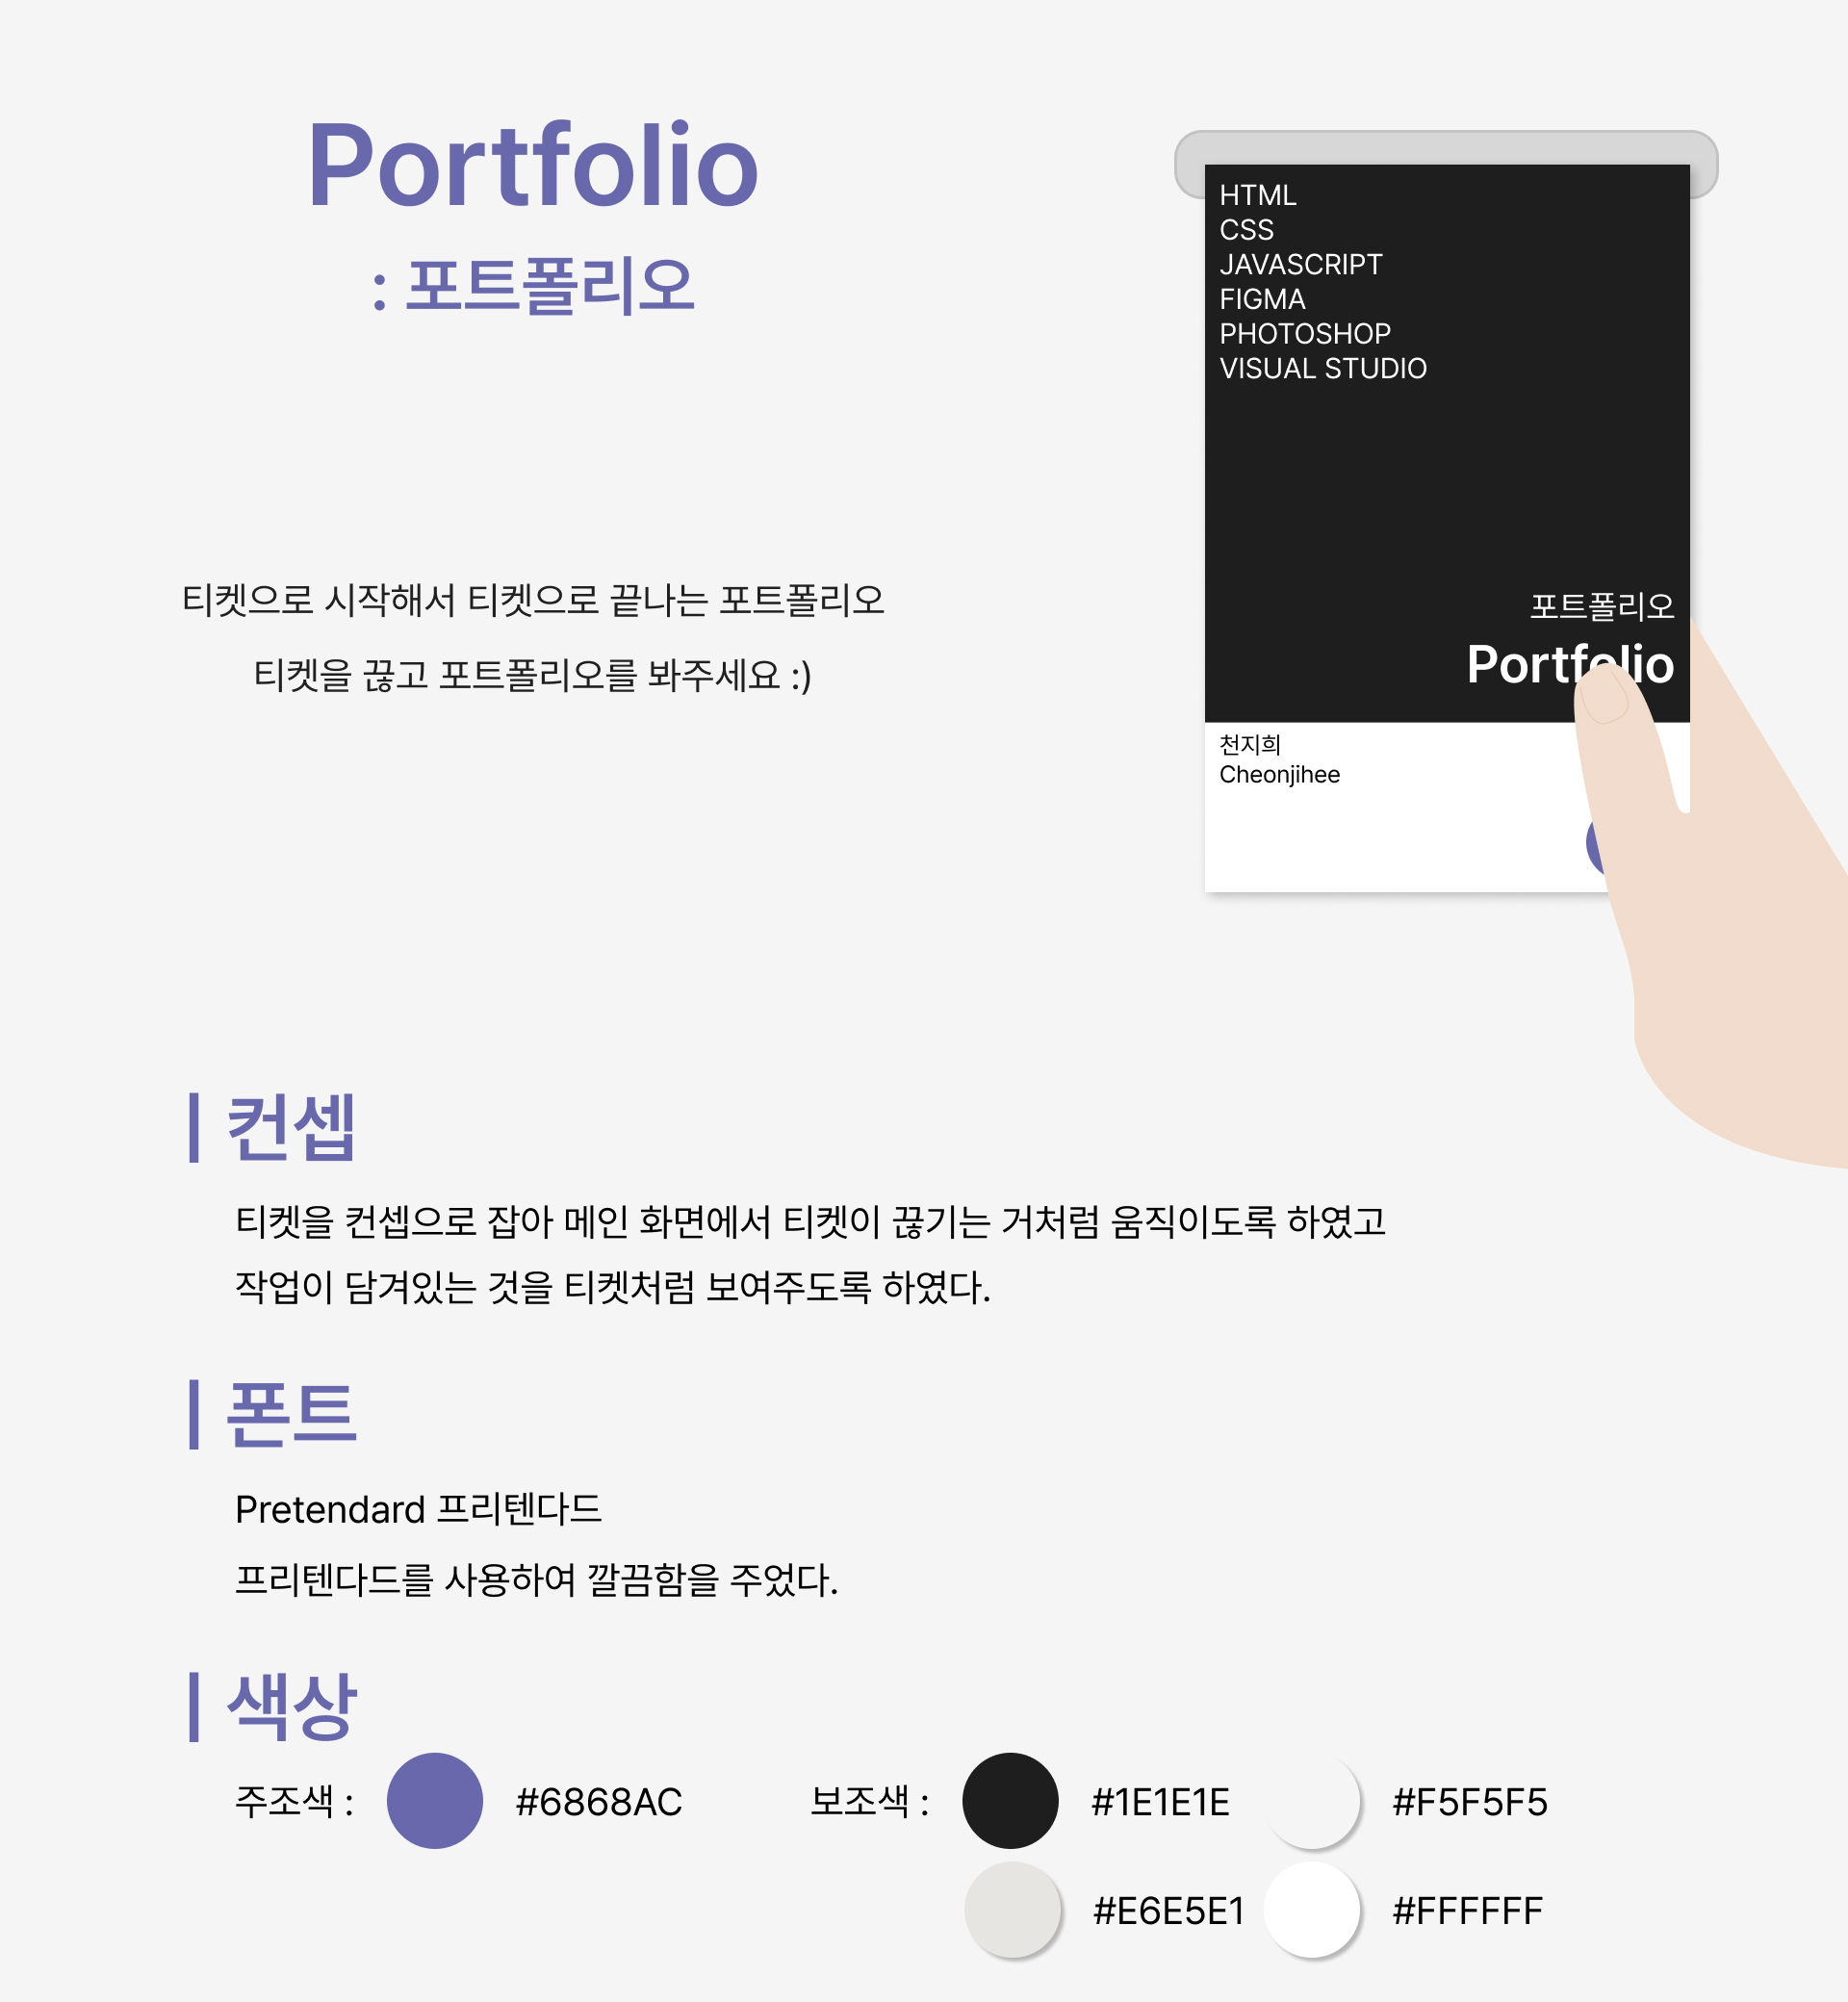 Portfolio
: 포트폴리오
티켓으로 시작해서 티켓으로 끝나는 포트폴리오
티켓을 끊고 포트폴리오를 봐주세요 :)
HTML
CSS
JAVASCRIPT
FIGMA
PHOTOSHOP
VISUAL STUDIO
포트폴리오
Portfolio
천지희
Cheonjihee
컨셉
티켓을 컨셉으로 잡아 메인 화면에서 티켓이 끊기는 거처럼 움직이도록 하였고
작업이 담겨있는 것을 티켓처럼 보여주도록 하였다.
폰트
Pretendard 프리텐다드
프리텐다드를 사용하여 깔끔함을 주었다.
색상
주조색 : #6868AC 보조색 : #1E1E1E #F5F5F5
#E6E5E1 #FFFFFF